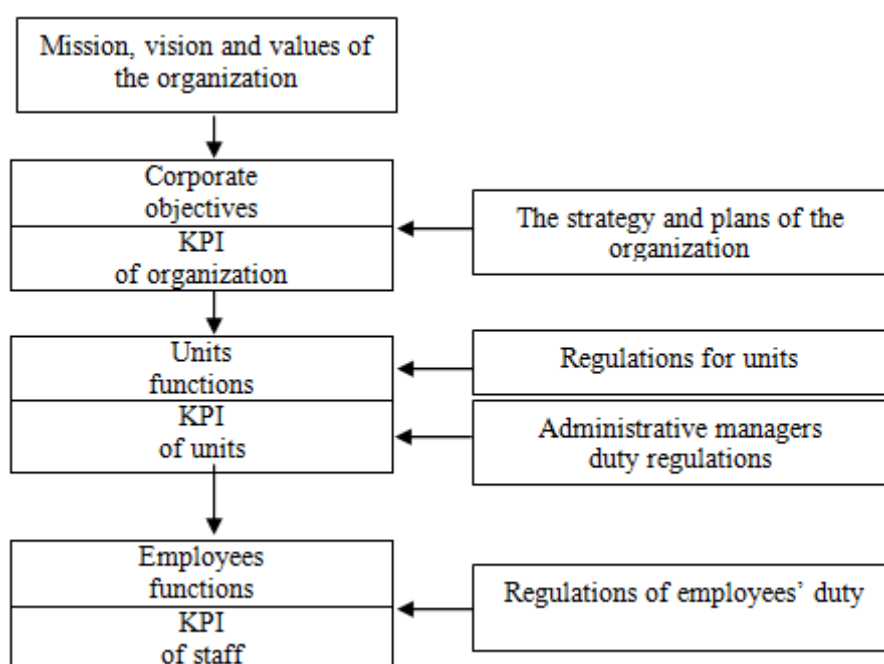 Mission, vision and values of
the organization
Corporate
objectives
KPI
of organization
The strategy and plans of the
organization
Units
functions
KPI
of units
Regulations for units
Administrative managers
duty regulations
Employees
functions
KPI
of staff
Regulations of employees’ duty